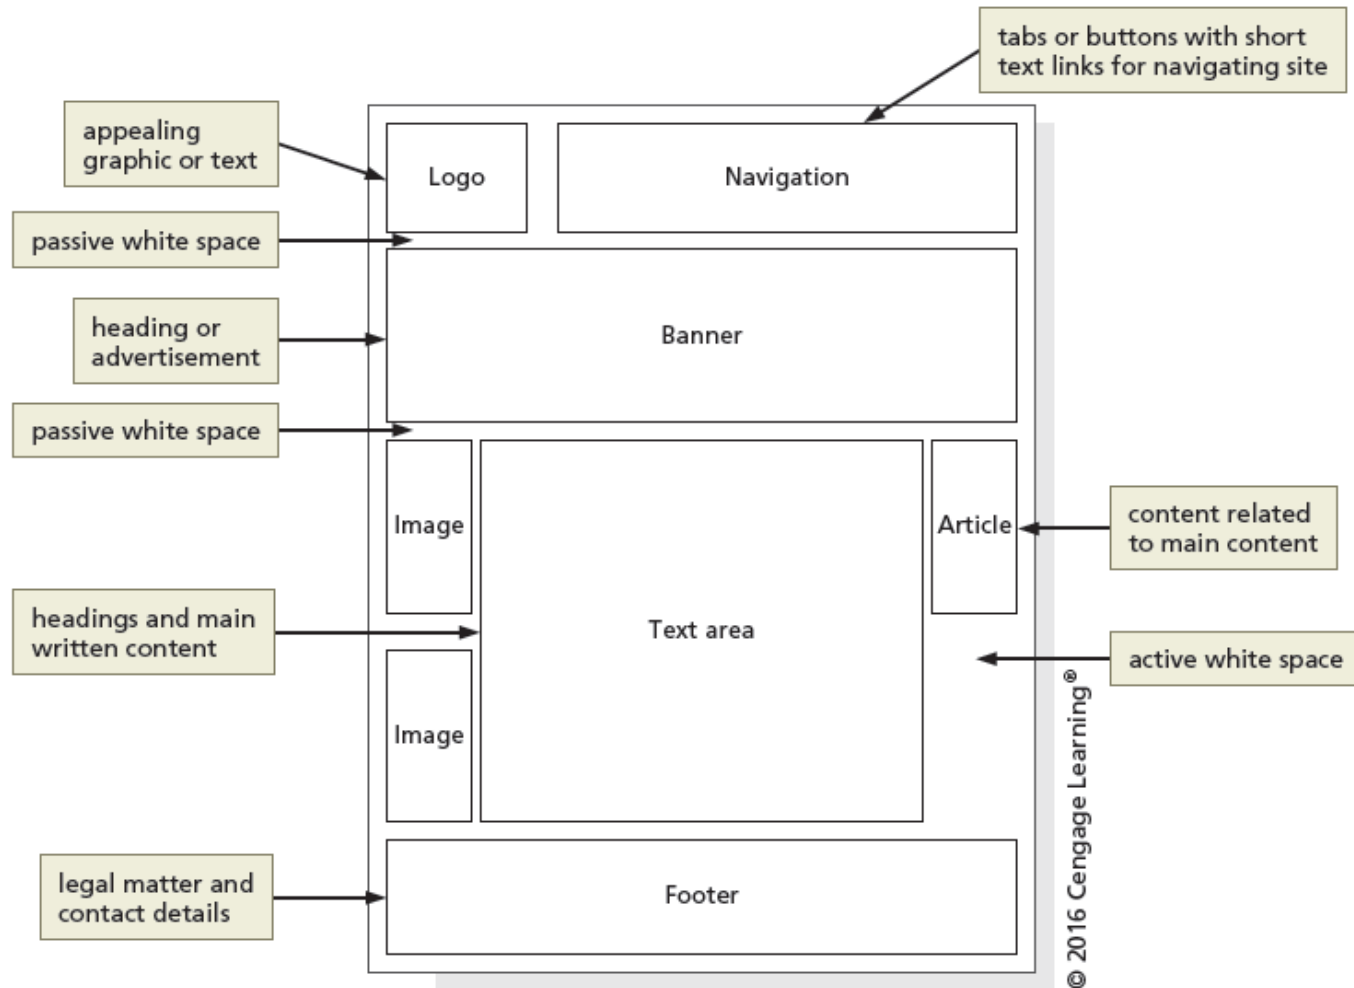 tabs or buttons with short
text links for navigating site
appealing
graphic or text
Logo
Navigation
passive white space
heading or
advertisement
Banner
passive white space
Image
Article
content related
to main content
headings and main
written content
Text area
active white space
Image
legal matter and
contact details
Footer
© 2016 Cengage Learning®